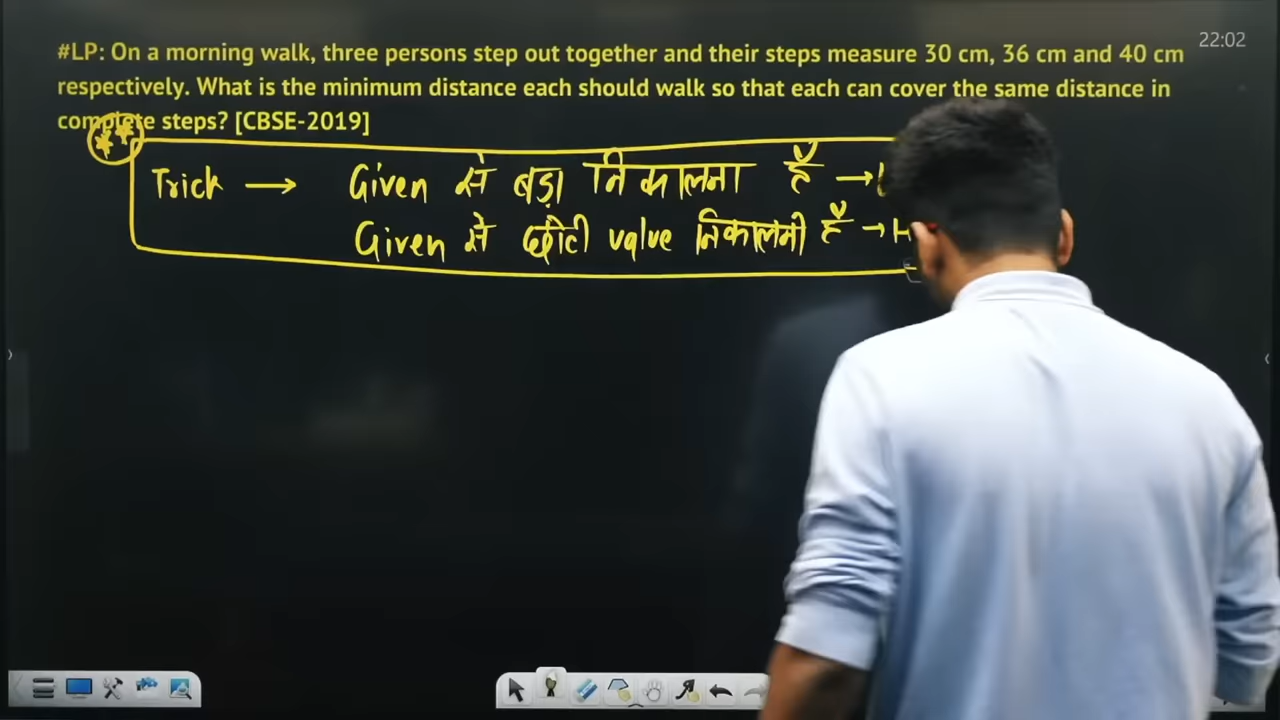 22:02
#LP: On a morning walk, three persons step out together and their steps measure 30 cm, 36 cm and 40 cm
respectively. What is the minimum distance each should walk so that each can cover the same distance in
complete steps? [CBSE-2019]
Trick → Given से बड़ा निकालना है →
Given से छोटी value निकालनी है → H